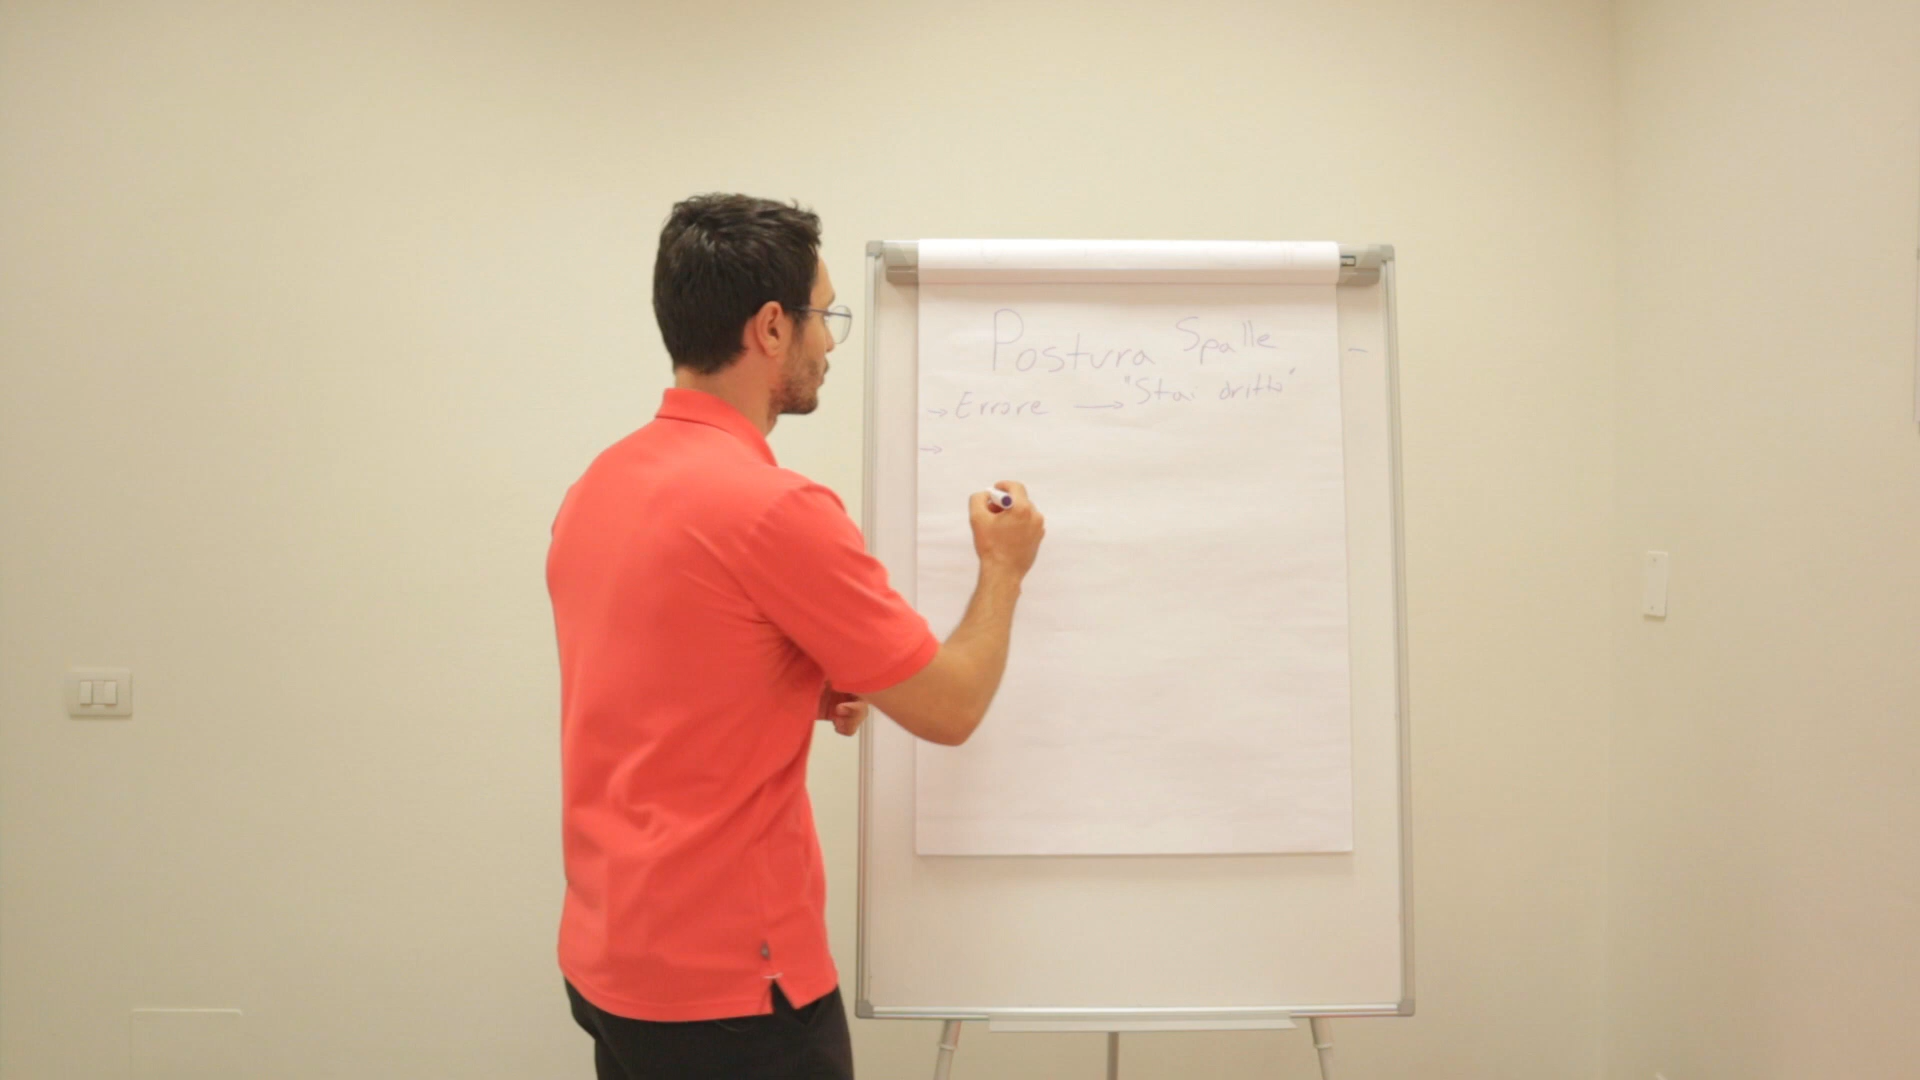 Postura Spalle
→ Errore → "Stai dritto"
→